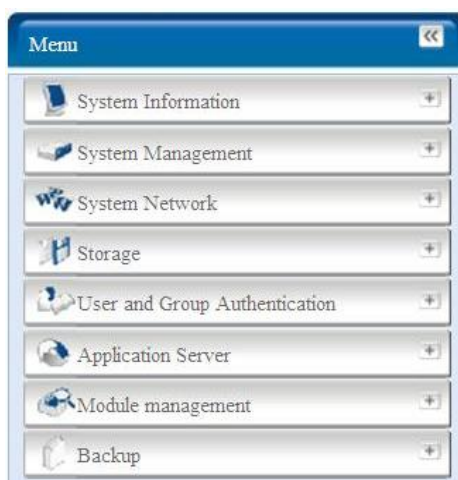 Menu
System Information
System Management
System Network
Storage
User and Group Authentication
Application Server
Module management
Backup